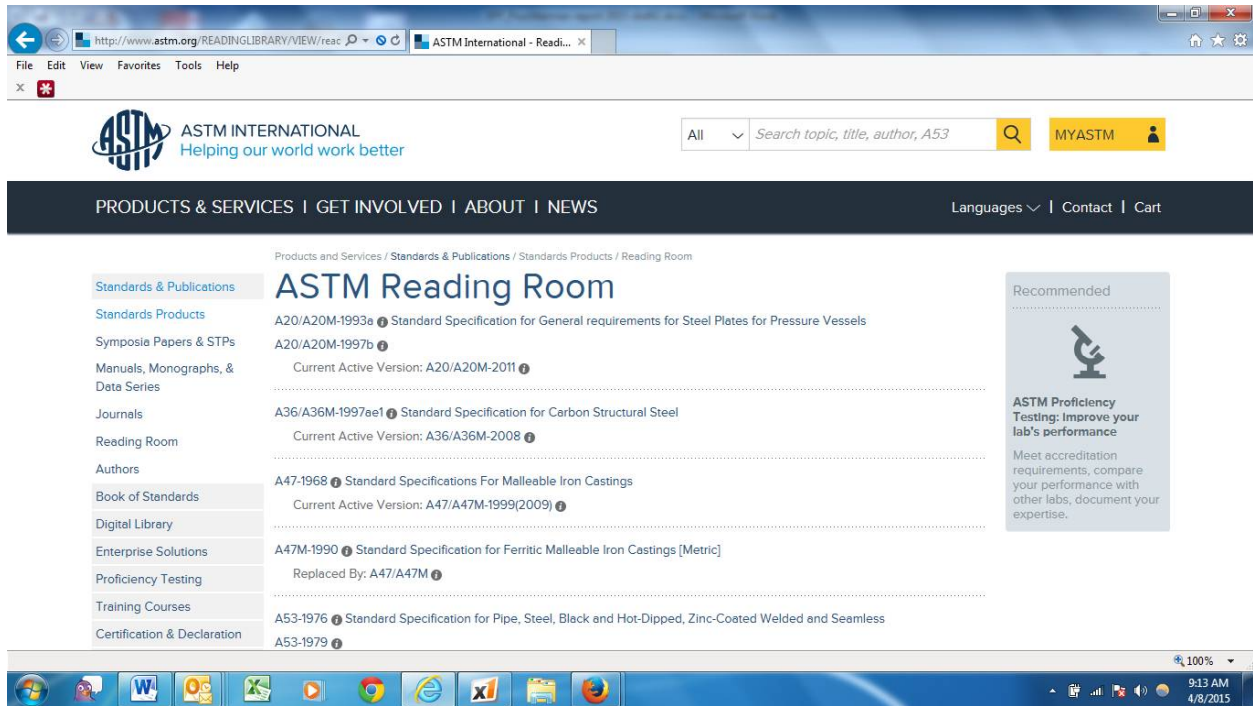 http://www.astm.org/READINGLIBRARY/VIEW/reac
ASTM International - Readi...
File Edit View Favorites Tools Help
ASTM
ASTM INTERNATIONAL
Helping our world work better
All
Search topic, title, author, A53
MYASTM
PRODUCTS & SERVICES | GET INVOLVED | ABOUT | NEWS
Languages | Contact | Cart
Products and Services / Standards & Publications / Standards Products / Reading Room
Standards & Publications
Standards Products
Symposia Papers & STPs
Manuals, Monographs, &
Data Series
Journals
Reading Room
Authors
Book of Standards
Digital Library
Enterprise Solutions
Proficiency Testing
Training Courses
Certification & Declaration
ASTM Reading Room
A20/A20M-1993a Standard Specification for General requirements for Steel Plates for Pressure Vessels
A20/A20M-1997b
Current Active Version: A20/A20M-2011
A36/A36M-1997ae1 Standard Specification for Carbon Structural Steel
Current Active Version: A36/A36M-2008
A47-1968 Standard Specifications For Malleable Iron Castings
Current Active Version: A47/A47M-1999(2009)
A47M-1990 Standard Specification for Ferritic Malleable Iron Castings [Metric]
Replaced By: A47/A47M
A53-1976 Standard Specification for Pipe, Steel, Black and Hot-Dipped, Zinc-Coated Welded and Seamless
A53-1979
Recommended
ASTM Proficiency
Testing: Improve your
lab's performance
Meet accreditation
requirements, compare
your performance with
other labs, document your
expertise.
100%
9:13 AM
4/8/2015